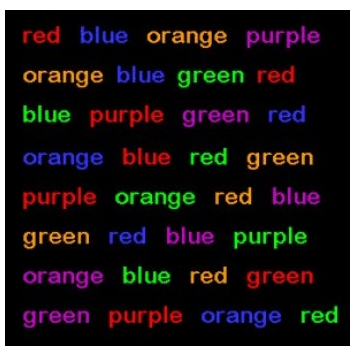 red blue orange purple
orange blue green red
blue purple green red
orange blue red green
purple orange red blue
green red blue purple
orange blue red green
green purple orange red